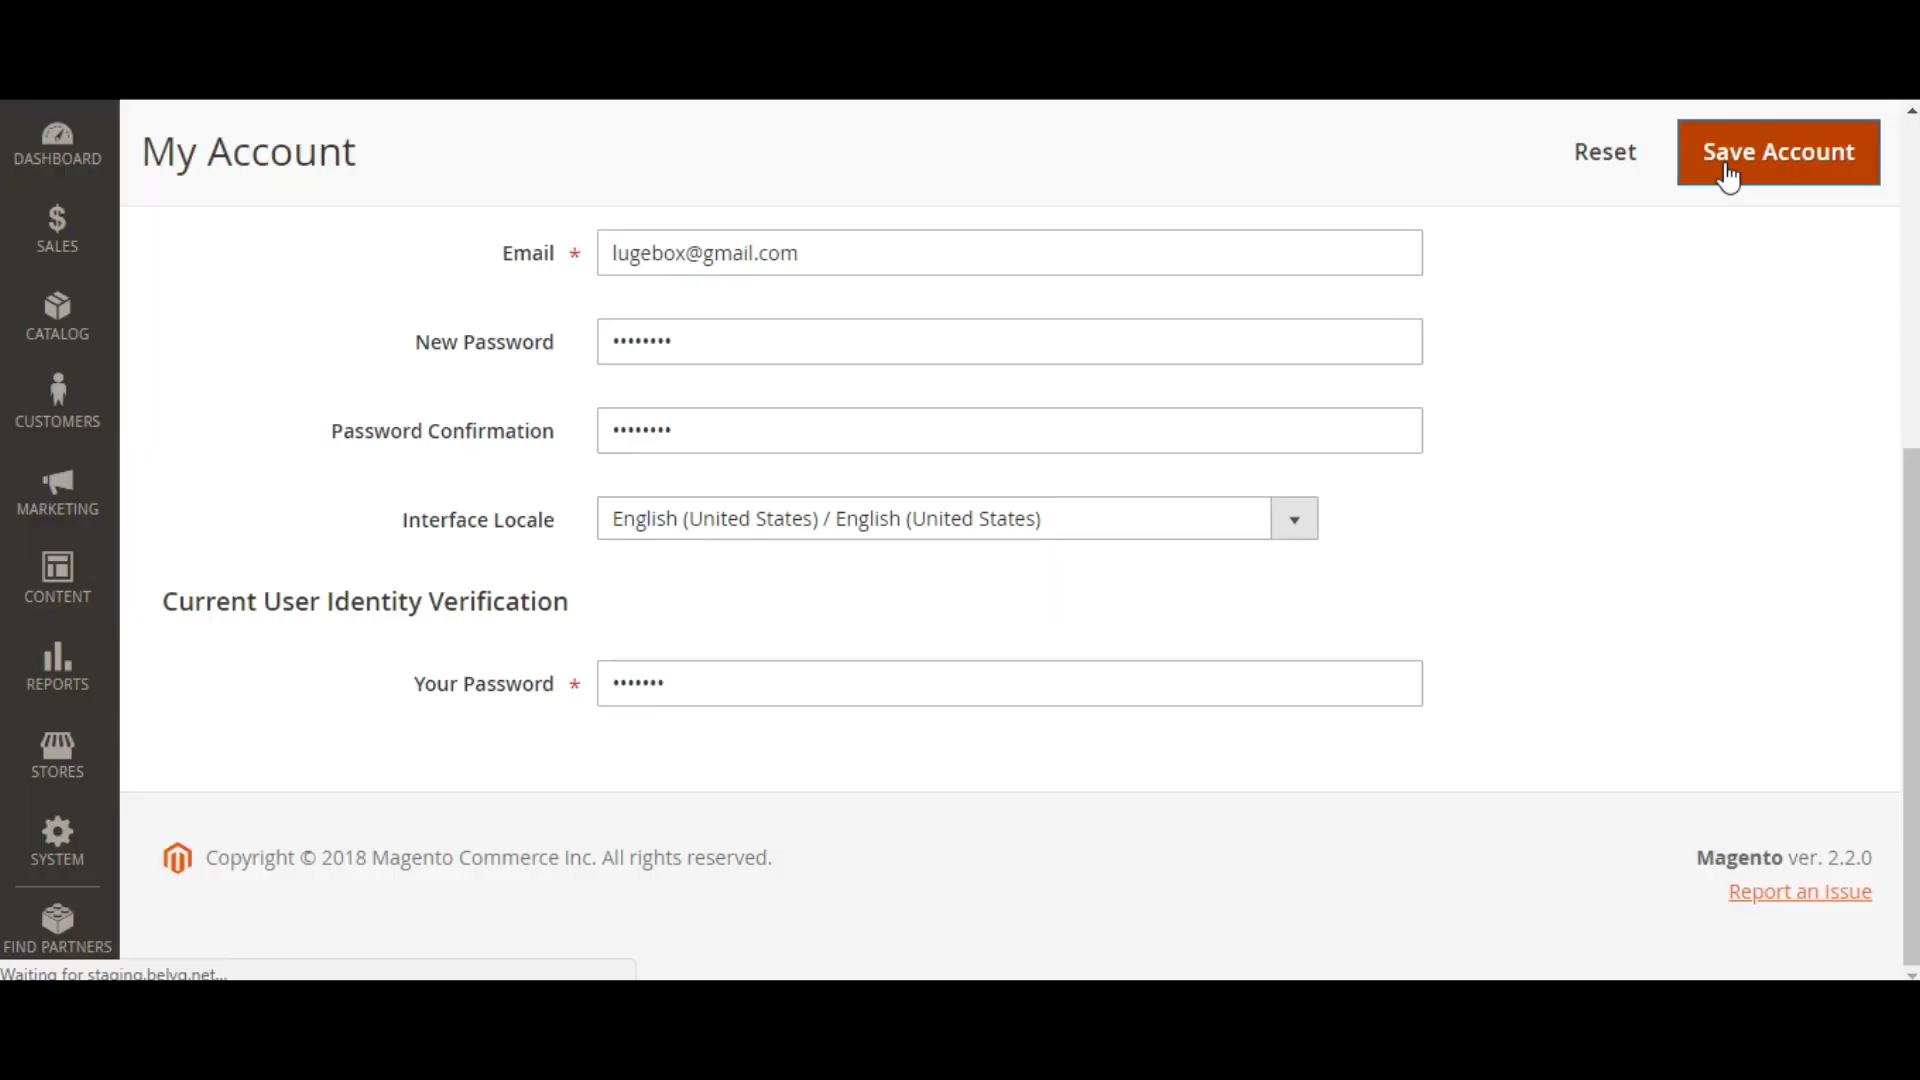 DASHBOARD
SALES
CATALOG
CUSTOMERS
MARKETING
CONTENT
REPORTS
STORES
SYSTEM
FIND PARTNERS
My Account
Reset
Save Account
Email *
lugebox@gmail.com
New Password
••••••••
Password Confirmation
••••••••
Interface Locale
English (United States) / English (United States)
Current User Identity Verification
Your Password *
•••••••
Copyright © 2018 Magento Commerce Inc. All rights reserved.
Magento ver. 2.2.0
Report an Issue
Waiting for staging.belvg.net...